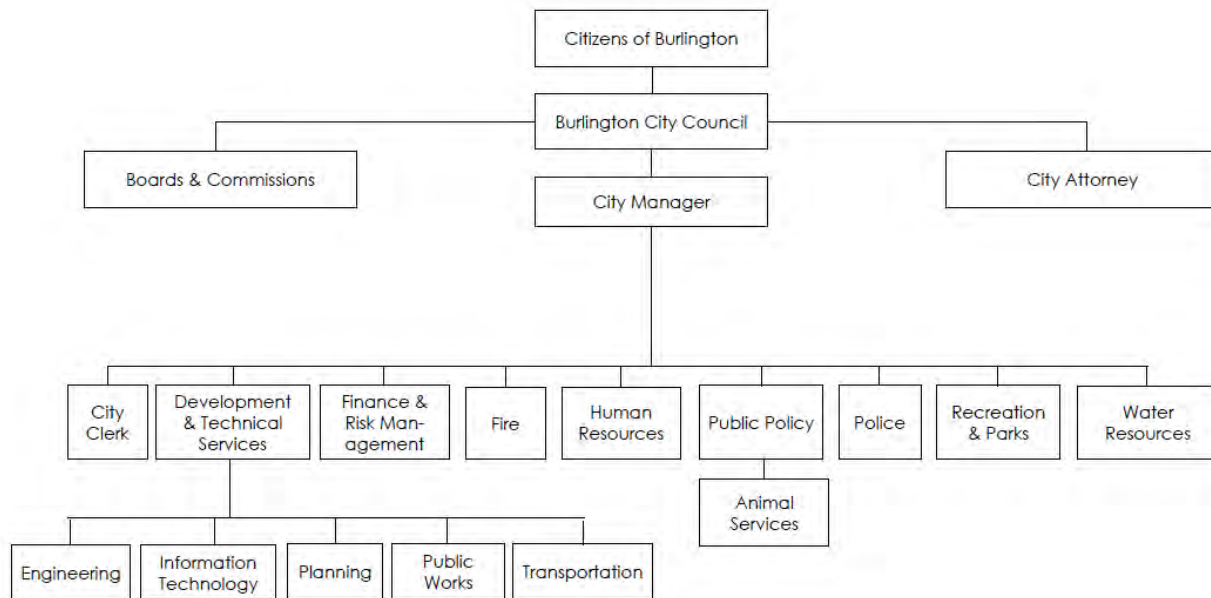 Citizens of Burlington
Burlington City Council
Boards & Commissions
City Attorney
City Manager
City
Clerk
Development
& Technical
Services
Finance &
Risk Man-
agement
Fire
Human
Resources
Public Policy
Police
Recreation
& Parks
Water
Resources
Animal
Services
Engineering
Information
Technology
Planning
Public
Works
Transportation